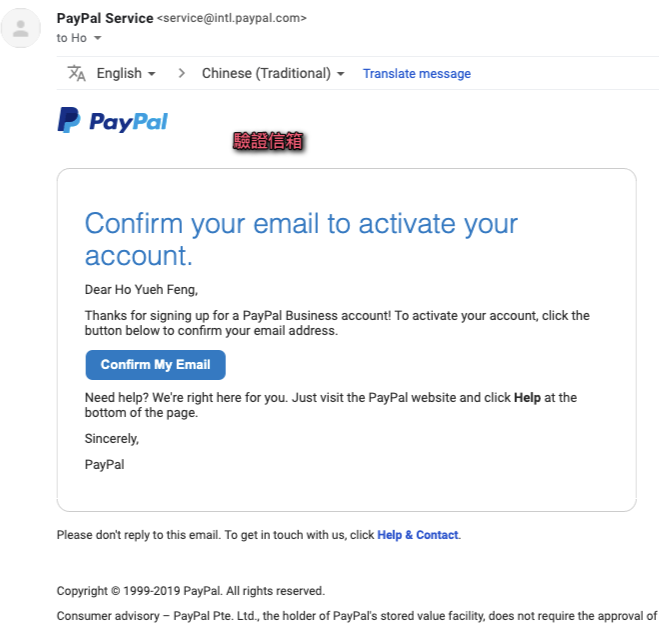 PayPal Service <service@intl.paypal.com>
to Ho
English > Chinese (Traditional) Translate message
PayPal
驗證信箱
Confirm your email to activate your
account.
Dear Ho Yueh Feng,
Thanks for signing up for a PayPal Business account! To activate your account, click the
button below to confirm your email address.
Confirm My Email
Need help? We're right here for you. Just visit the PayPal website and click Help at the
bottom of the page.
Sincerely,
PayPal
Please don't reply to this email. To get in touch with us, click Help & Contact.
Copyright © 1999-2019 PayPal. All rights reserved.
Consumer advisory – PayPal Pte. Ltd., the holder of PayPal's stored value facility, does not require the approval of